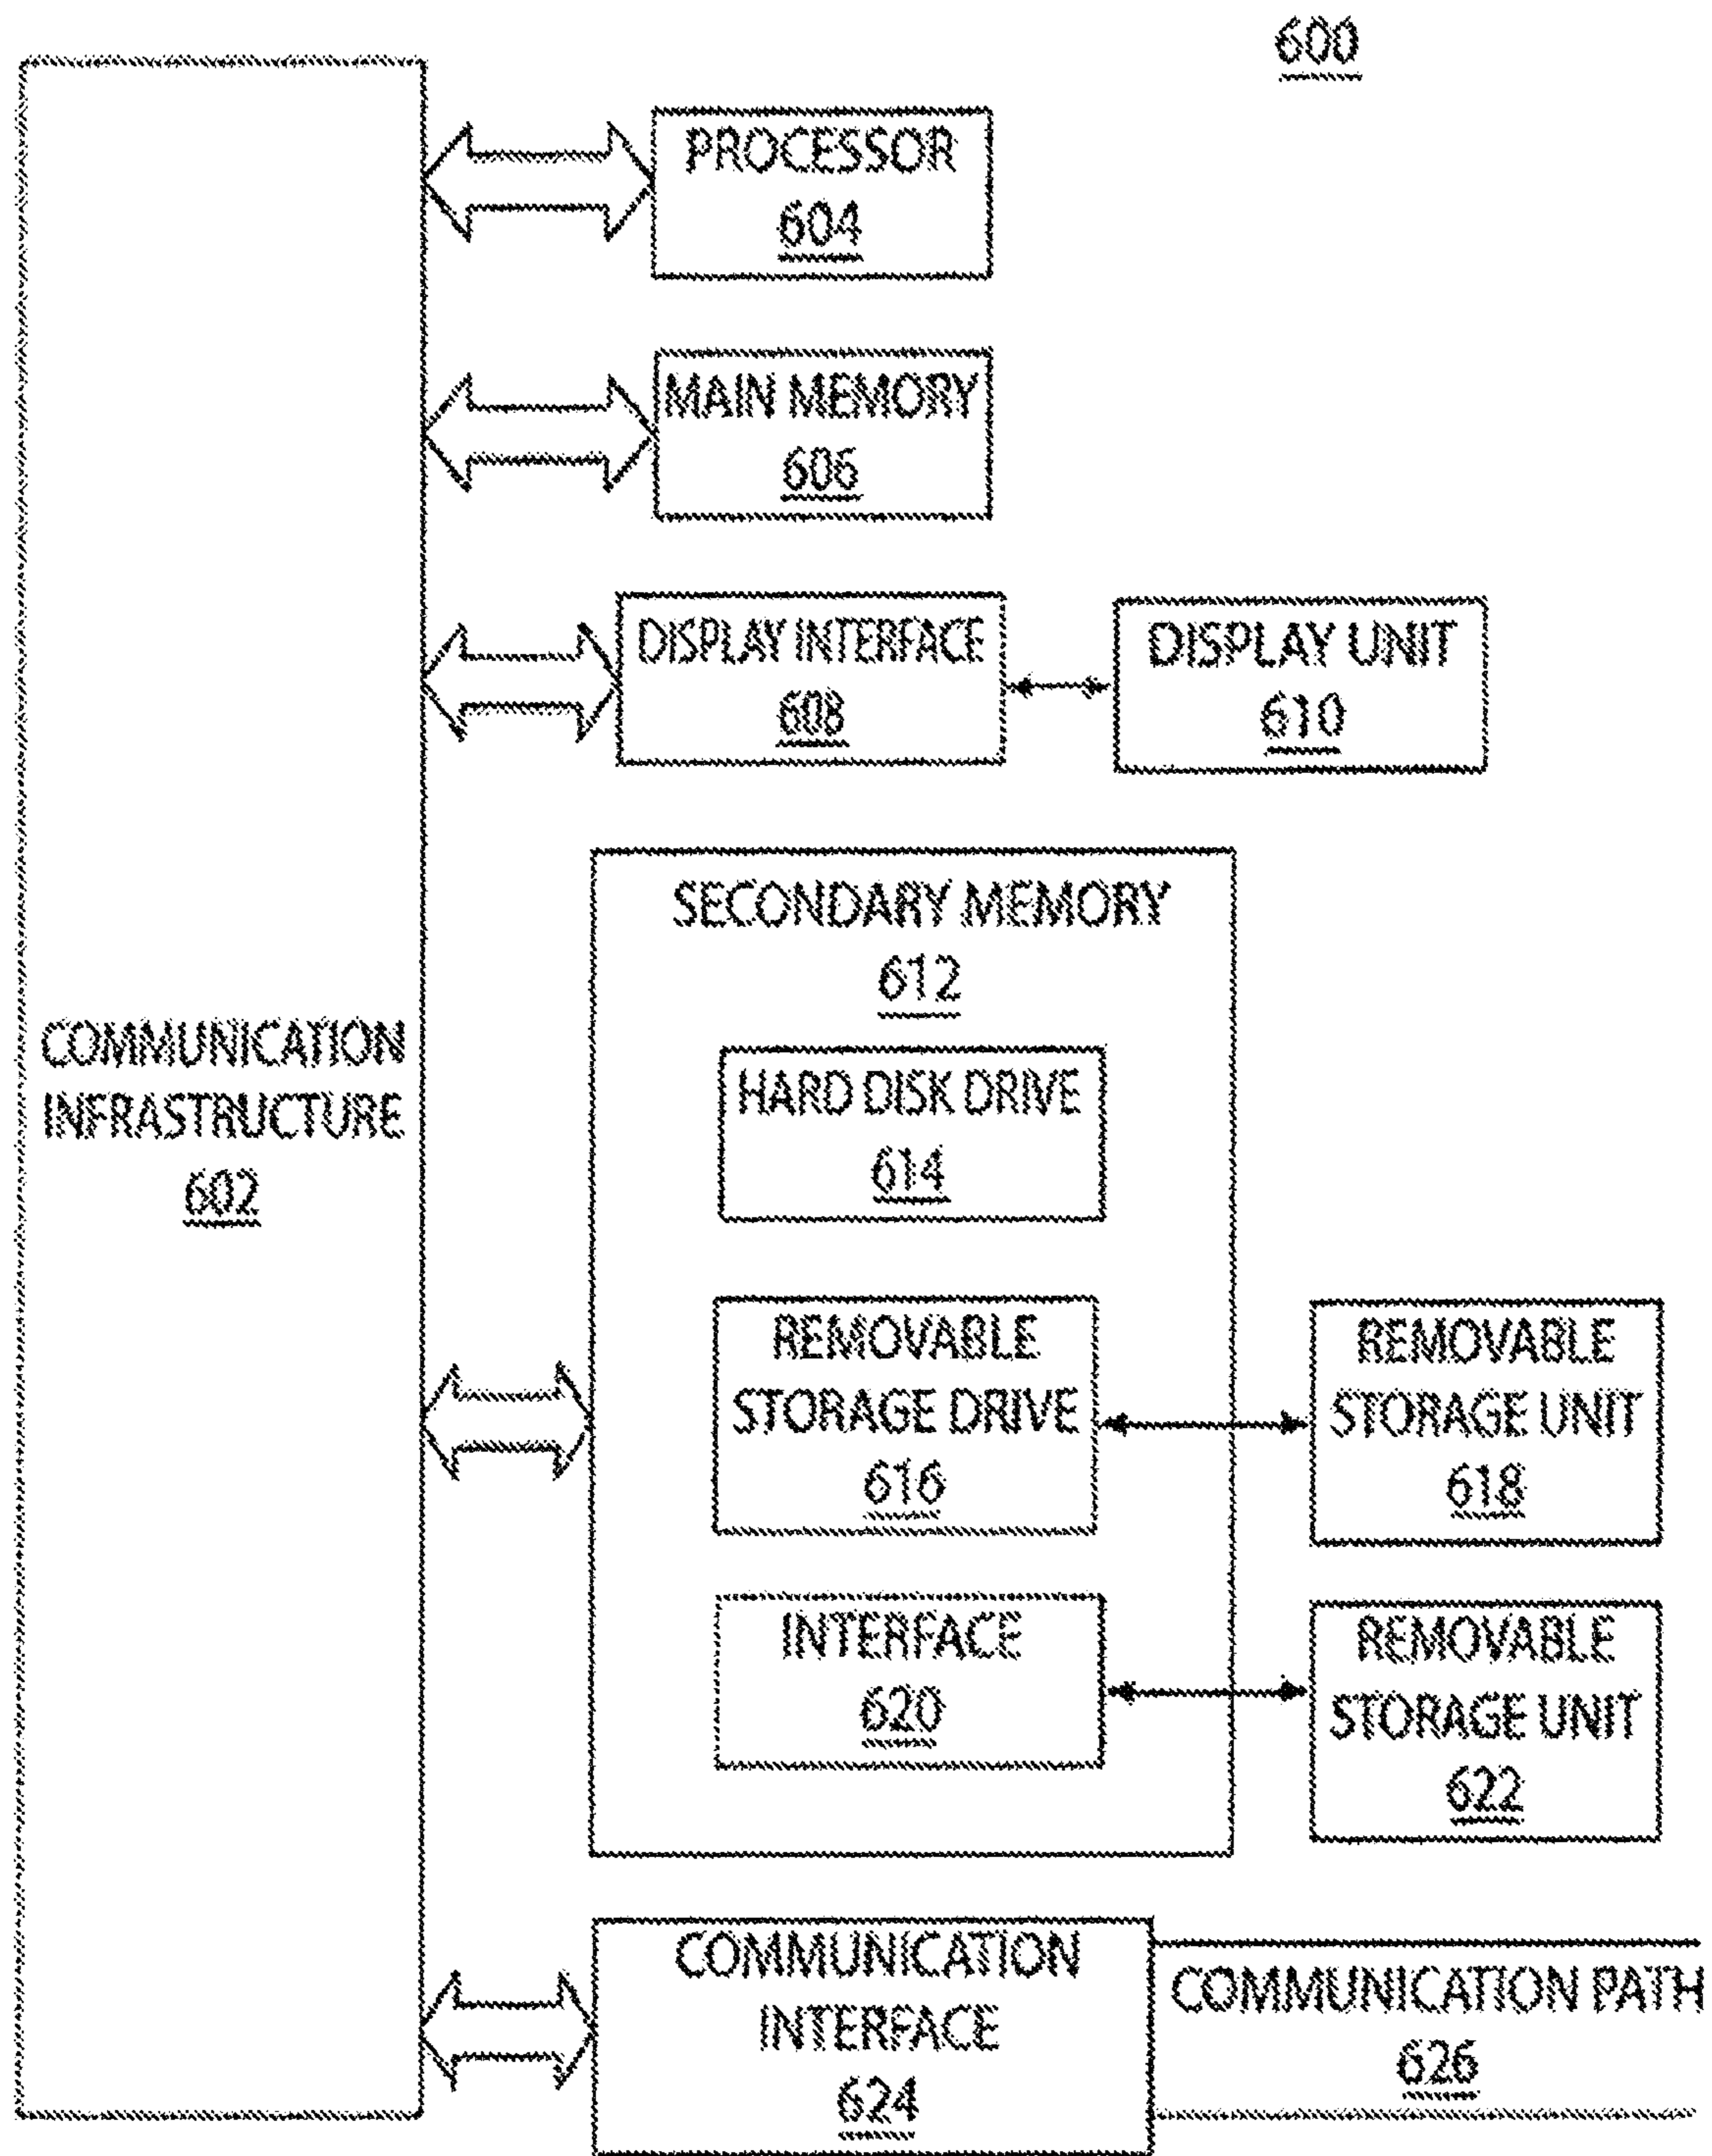 600
PROCESSOR
604
MAIN MEMORY
606
DISPLAY INTERFACE
608
DISPLAY UNIT
610
SECONDARY MEMORY
612
HARD DISK DRIVE
614
COMMUNICATION
INFRASTRUCTURE
602
REMOVABLE
STORAGE DRIVE
616
REMOVABLE
STORAGE UNIT
618
INTERFACE
620
REMOVABLE
STORAGE UNIT
622
COMMUNICATION
INTERFACE
624
COMMUNICATION PATH
626